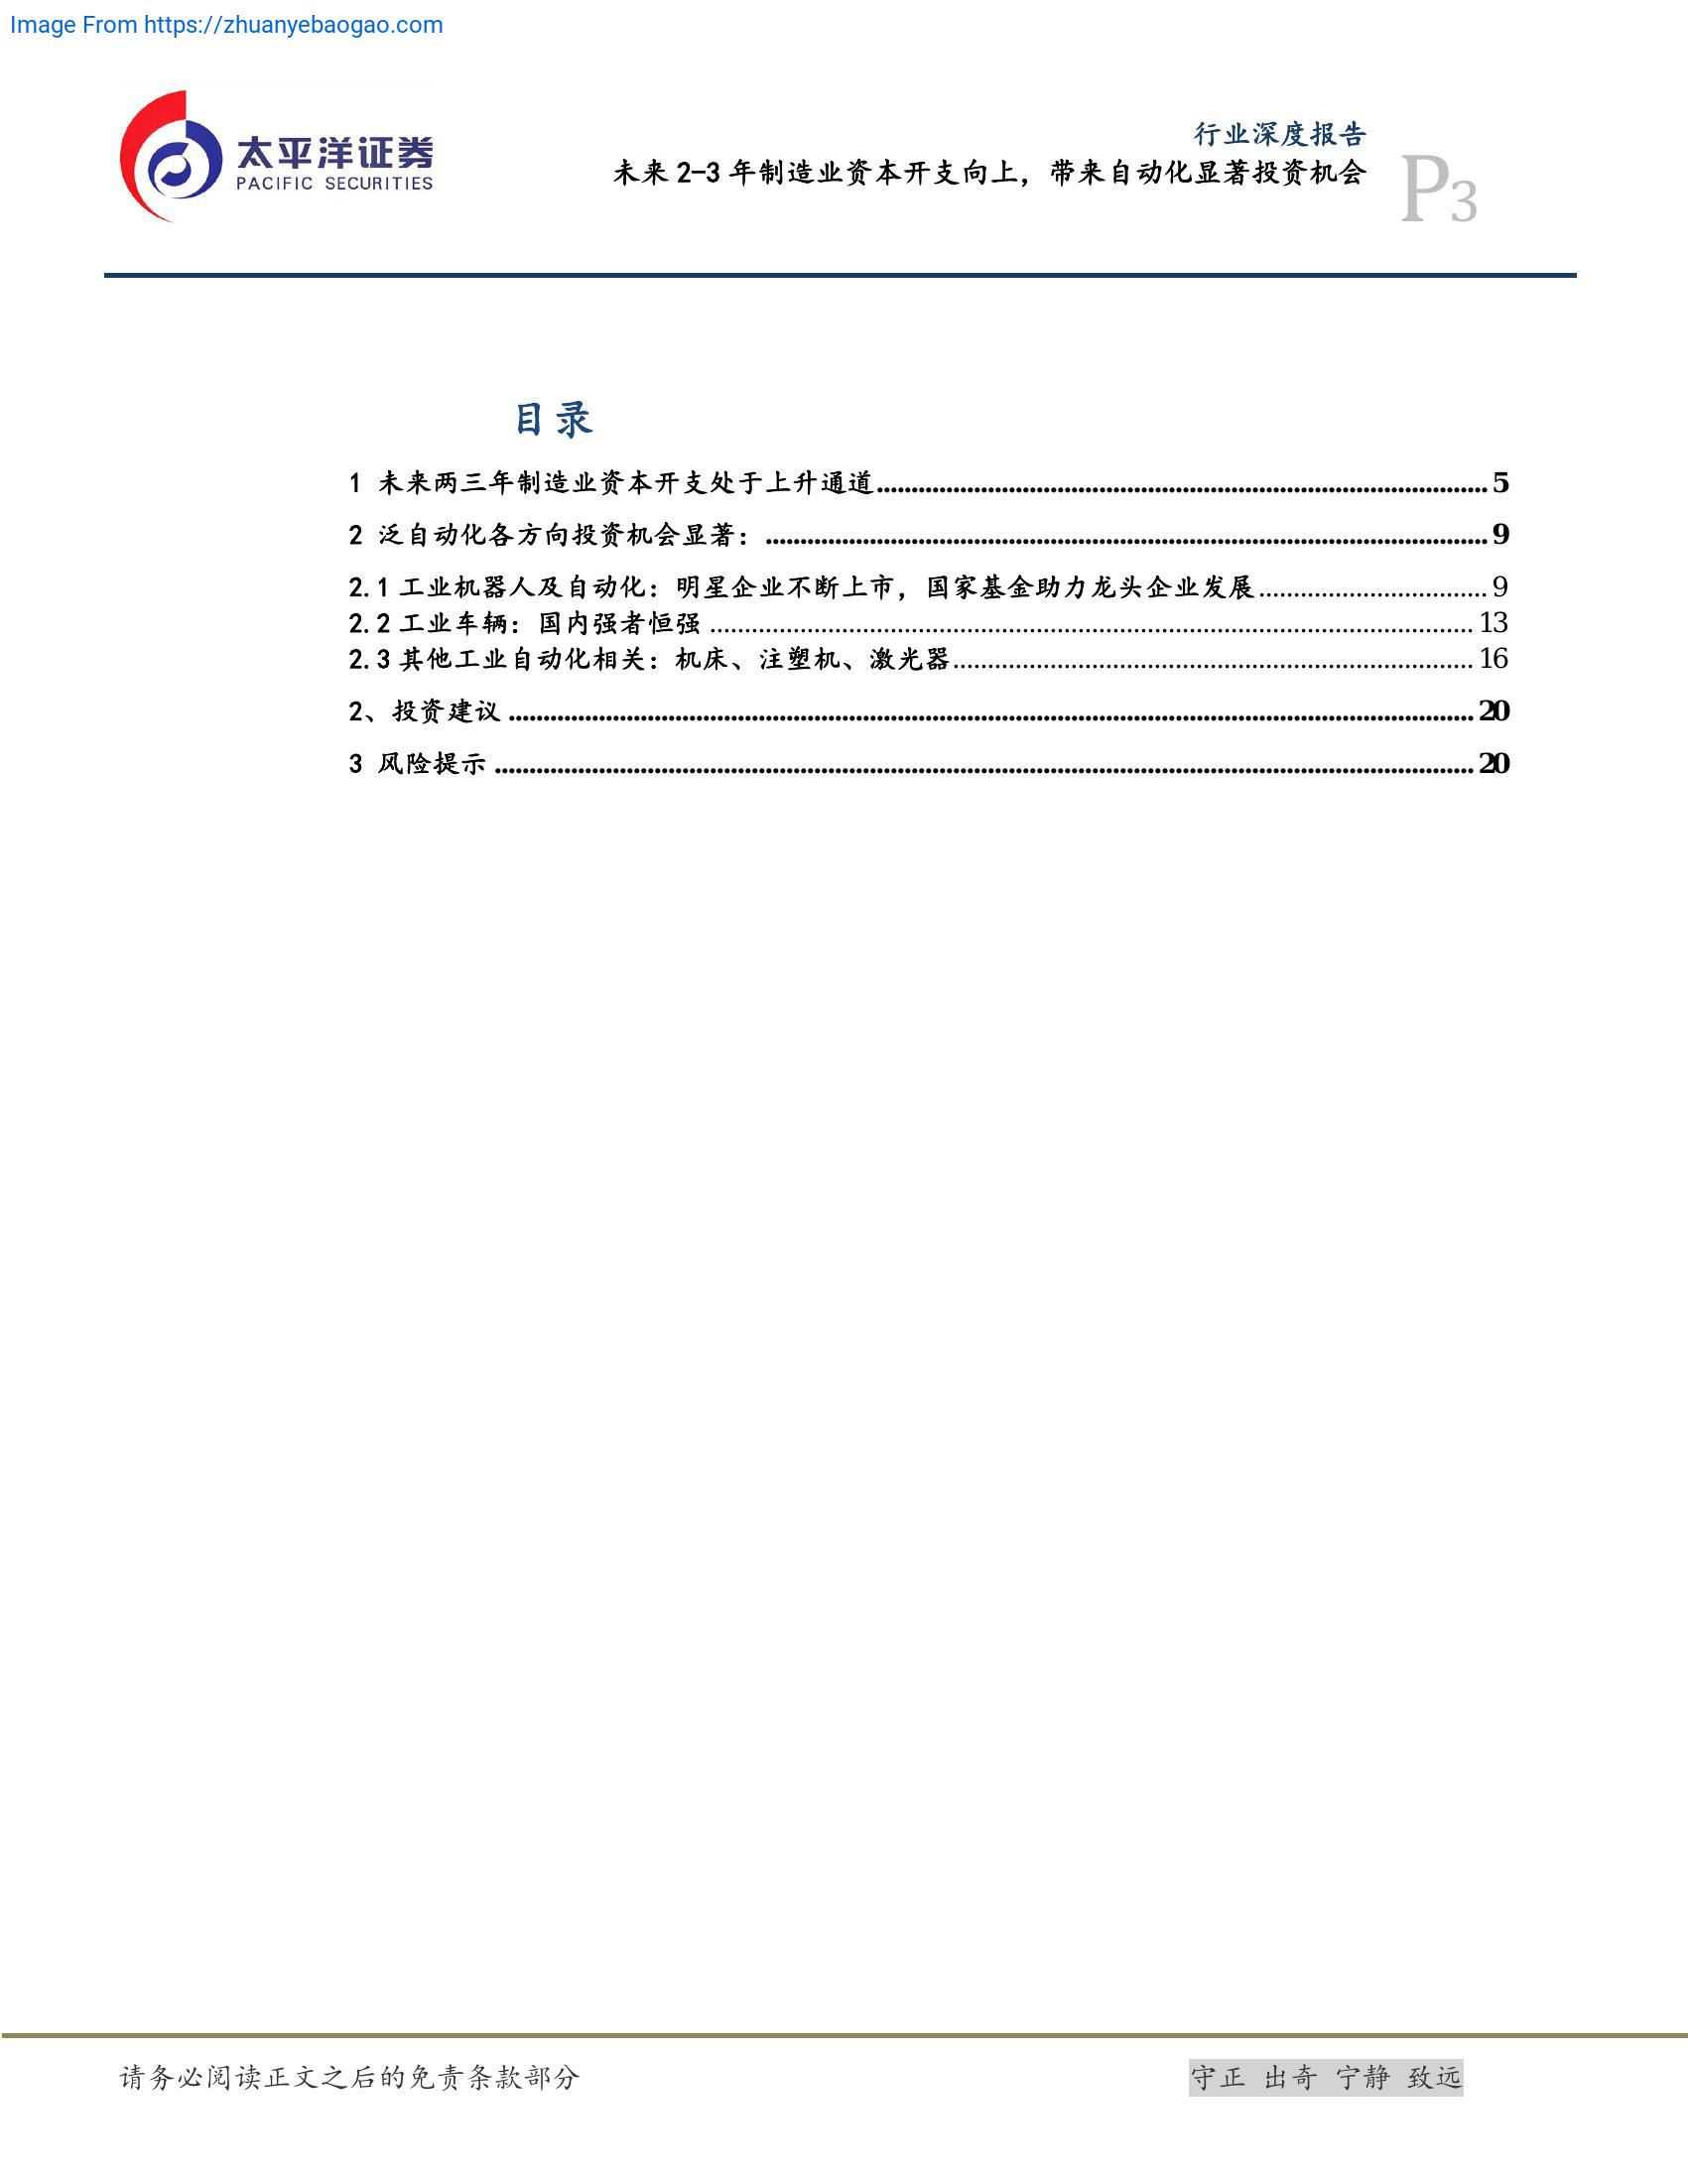 Image From https://zhuanyebaogao.com
太平洋证券
PACIFIC SECURITIES
行业深度报告
未来 2-3 年制造业资本开支向上，带来自动化显著投资机会
P3
目录
1 未来两三年制造业资本开支处于上升通道........................................................................................ 5
2 泛自动化各方向投资机会显著：........................................................................................................ 9
2.1 工业机器人及自动化：明星企业不断上市，国家基金助力龙头企业发展................................. 9
2.2 工业车辆：国内强者恒强.............................................................................................................. 13
2.3 其他工业自动化相关：机床、注塑机、激光器........................................................................... 16
2、投资建议........................................................................................................................................... 20
3 风险提示............................................................................................................................................. 20
请务必阅读正文之后的免责条款部分
守正 出奇 宁静 致远